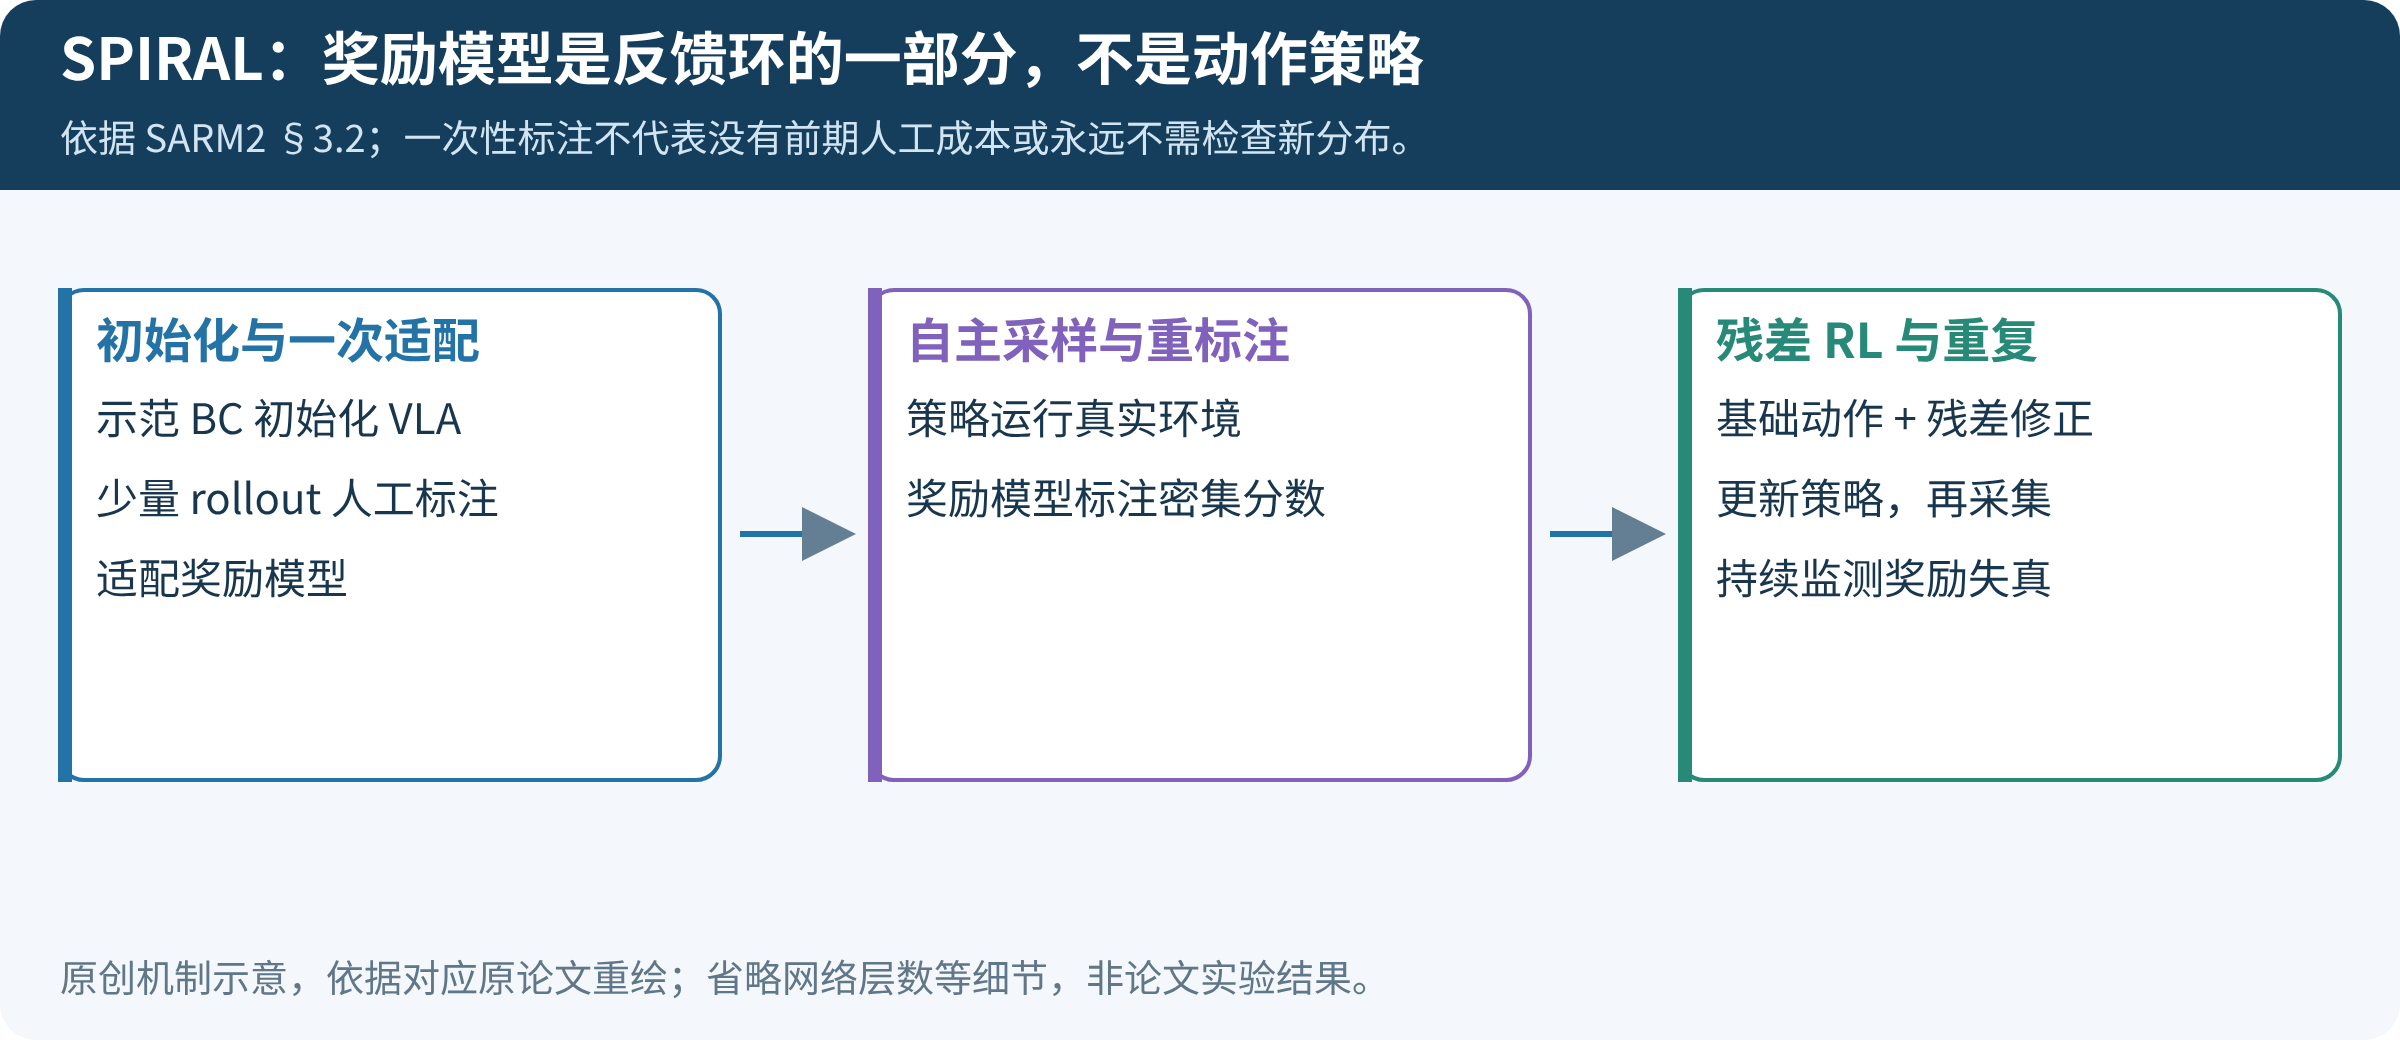 SPIRAL：奖励模型是反馈环的一部分，不是动作策略
依据 SARM2 §3.2；一次性标注不代表没有前期人工成本或永远不需检查新分布。
初始化与一次适配
示范 BC 初始化 VLA
少量 rollout 人工标注
适配奖励模型
自主采样与重标注
策略运行真实环境
奖励模型标注密集分数
残差 RL 与重复
基础动作 + 残差修正
更新策略，再采集
持续监测奖励失真
原创机制示意，依据对应原论文重绘；省略网络层数等细节，非论文实验结果。